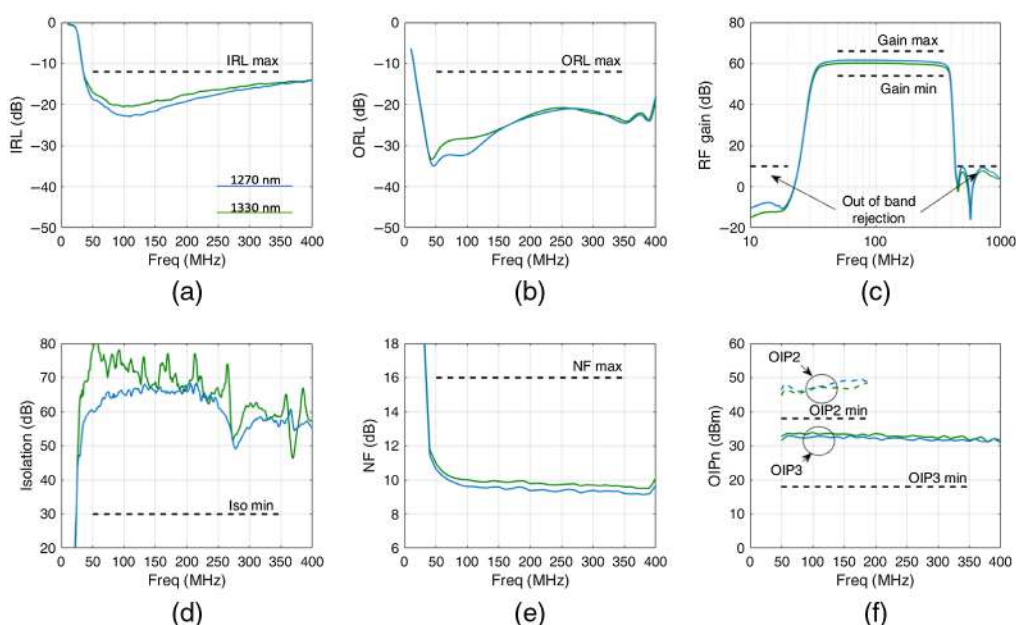 0
−10
−20
−30
−40
−50
IRL (dB)
IRL max
1270 nm
1330 nm
0 50 100 150 200 250 300 350 400
Freq (MHz)
(a)
0
−10
−20
−30
−40
−50
ORL (dB)
ORL max
0 50 100 150 200 250 300 350 400
Freq (MHz)
(b)
80
60
40
20
0
−20
RF gain (dB)
Gain max
Gain min
Out of band
rejection
10 100 1000
Freq (MHz)
(c)
80
70
60
50
40
30
20
Isolation (dB)
Iso min
0 50 100 150 200 250 300 350 400
Freq (MHz)
(d)
18
16
14
12
10
8
6
NF (dB)
NF max
0 50 100 150 200 250 300 350 400
Freq (MHz)
(e)
60
50
40
30
20
10
0
OIPn (dBm)
OIP2
OIP2 min
OIP3
OIP3 min
0 50 100 150 200 250 300 350 400
Freq (MHz)
(f)